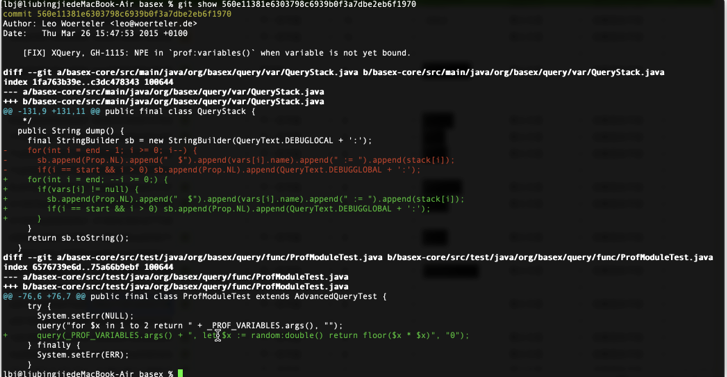 lbj@liubingjiedeMacBook-Air basex % git show 560e11381e6303798c6939b0f3a7dbe2eb6f1970
commit 560e11381e6303798c6939b0f3a7dbe2eb6f1970
Author: Leo Woerteler <leo@woerteler.de>
Date:   Thu Mar 26 15:47:53 2015 +0100
    [FIX] XQuery, GH-1115: NPE in `prof:variables()` when variable is not yet bound.
diff --git a/basex-core/src/main/java/org/basex/query/var/QueryStack.java b/basex-core/src/main/java/org/basex/query/var/QueryStack.java
index 1fa763b39e..c3dc478343 100644
--- a/basex-core/src/main/java/org/basex/query/var/QueryStack.java
+++ b/basex-core/src/main/java/org/basex/query/var/QueryStack.java
@@ -131,9 +131,11 @@ public final class QueryStack {
    */
   public String dump() {
     final StringBuilder sb = new StringBuilder(QueryText.DEBUGLOCAL + ':');
-    for(int i = end - 1; i >= 0; i--) {
-      sb.append(Prop.NL).append("  $").append(vars[i].name).append(" := ").append(stack[i]);
-      if(i == start && i > 0) sb.append(Prop.NL).append(QueryText.DEBUGGLOBAL + ':');
+    for(int i = end; --i >= 0;) {
+      if(vars[i] != null) {
+        sb.append(Prop.NL).append("  $").append(vars[i].name).append(" := ").append(stack[i]);
+        if(i == start && i > 0) sb.append(Prop.NL).append(QueryText.DEBUGGLOBAL + ':');
+      }
     }
     return sb.toString();
   }
diff --git a/basex-core/src/test/java/org/basex/query/func/ProfModuleTest.java b/basex-core/src/test/java/org/basex/query/func/ProfModuleTest.java
index 6576739e6d..75a66b9ebf 100644
--- a/basex-core/src/test/java/org/basex/query/func/ProfModuleTest.java
+++ b/basex-core/src/test/java/org/basex/query/func/ProfModuleTest.java
@@ -76,6 +76,7 @@ public final class ProfModuleTest extends AdvancedQueryTest {
     try {
       System.setErr(NULL);
       query("for $x in 1 to 2 return " + _PROF_VARIABLES.args(), "");
+      query(_PROF_VARIABLES.args() + ", let $x := random:double() return floor($x * $x)", "0");
     } finally {
       System.setErr(ERR);
     }
lbj@liubingjiedeMacBook-Air basex %